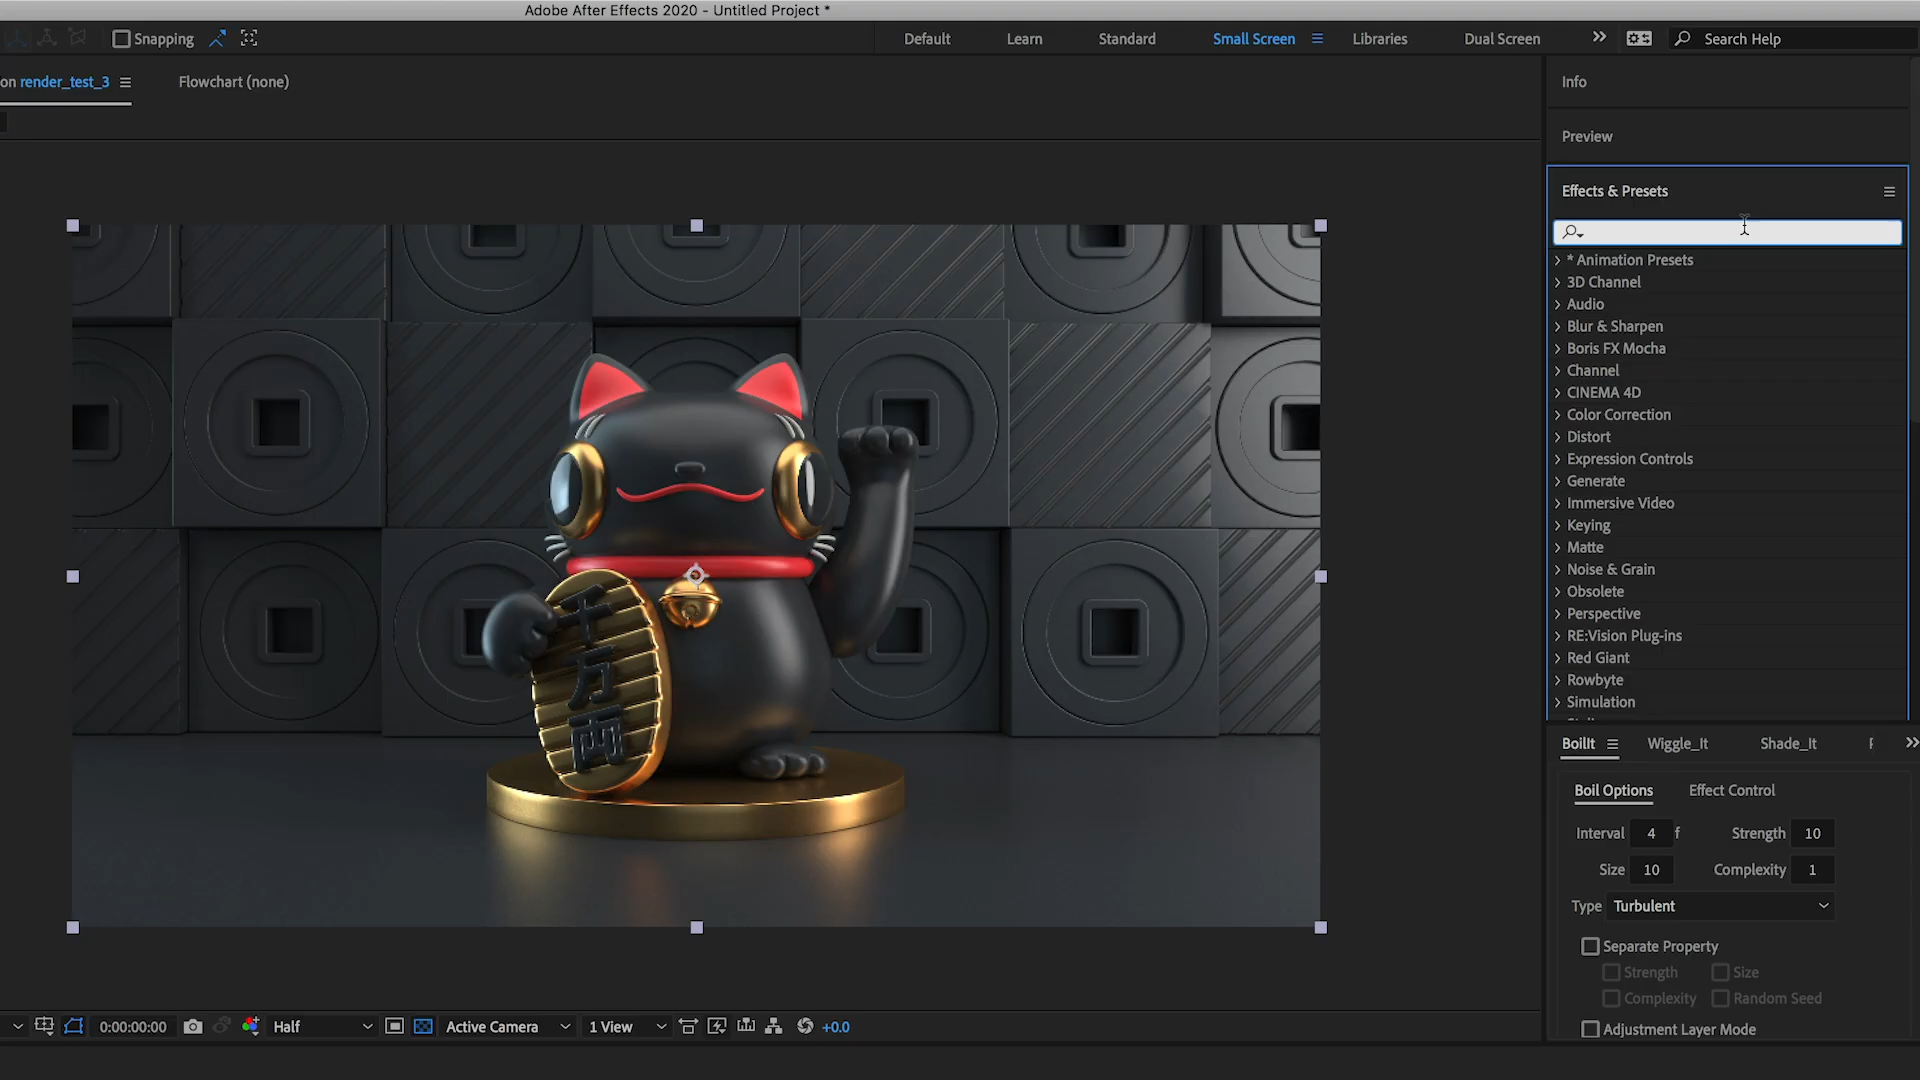 Adobe After Effects 2020 - Untitled Project *
Snapping
Default
Learn
Standard
Small Screen
Libraries
Dual Screen
Search Help
on render_test_3
Flowchart (none)
Info
Preview
Effects & Presets
* Animation Presets
3D Channel
Audio
Blur & Sharpen
Boris FX Mocha
Channel
CINEMA 4D
Color Correction
Distort
Expression Controls
Generate
Immersive Video
Keying
Matte
Noise & Grain
Obsolete
Perspective
RE:Vision Plug-ins
Red Giant
Rowbyte
Simulation
千万両
BoilIt
Wiggle_It
Shade_It
Boil Options
Effect Control
Interval 4 f
Strength 10
Size 10
Complexity 1
Type Turbulent
Separate Property
Strength
Size
Complexity
Random Seed
Adjustment Layer Mode
0:00:00:00
Half
Active Camera
1 View
+0.0